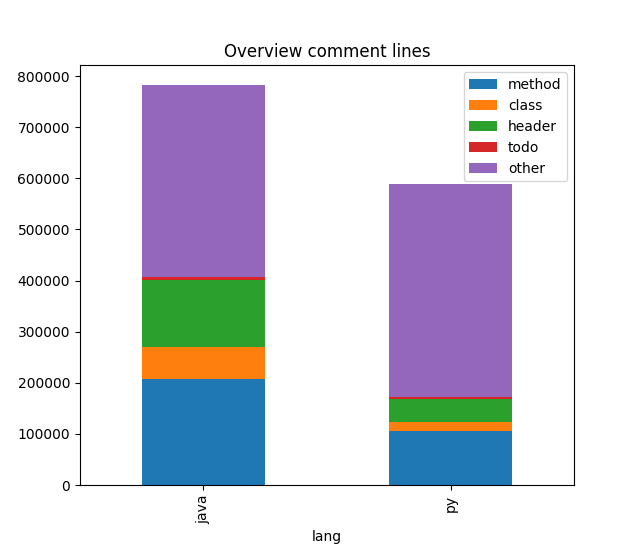 Overview comment lines
800000
700000
600000
500000
400000
300000
200000
100000
0
method
class
header
todo
other
java
py
lang